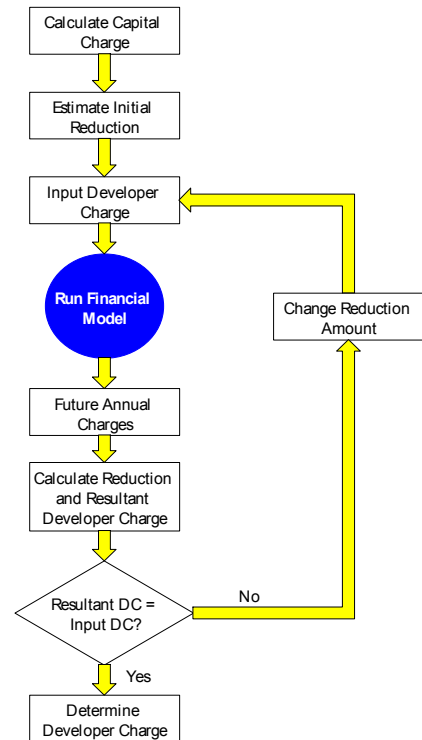 Calculate Capital
Charge
Estimate Initial
Reduction
Input Developer
Charge
Run Financial
Model
Change Reduction
Amount
Future Annual
Charges
Calculate Reduction
and Resultant
Developer Charge
Resultant DC =
Input DC?
No
Yes
Determine
Developer Charge